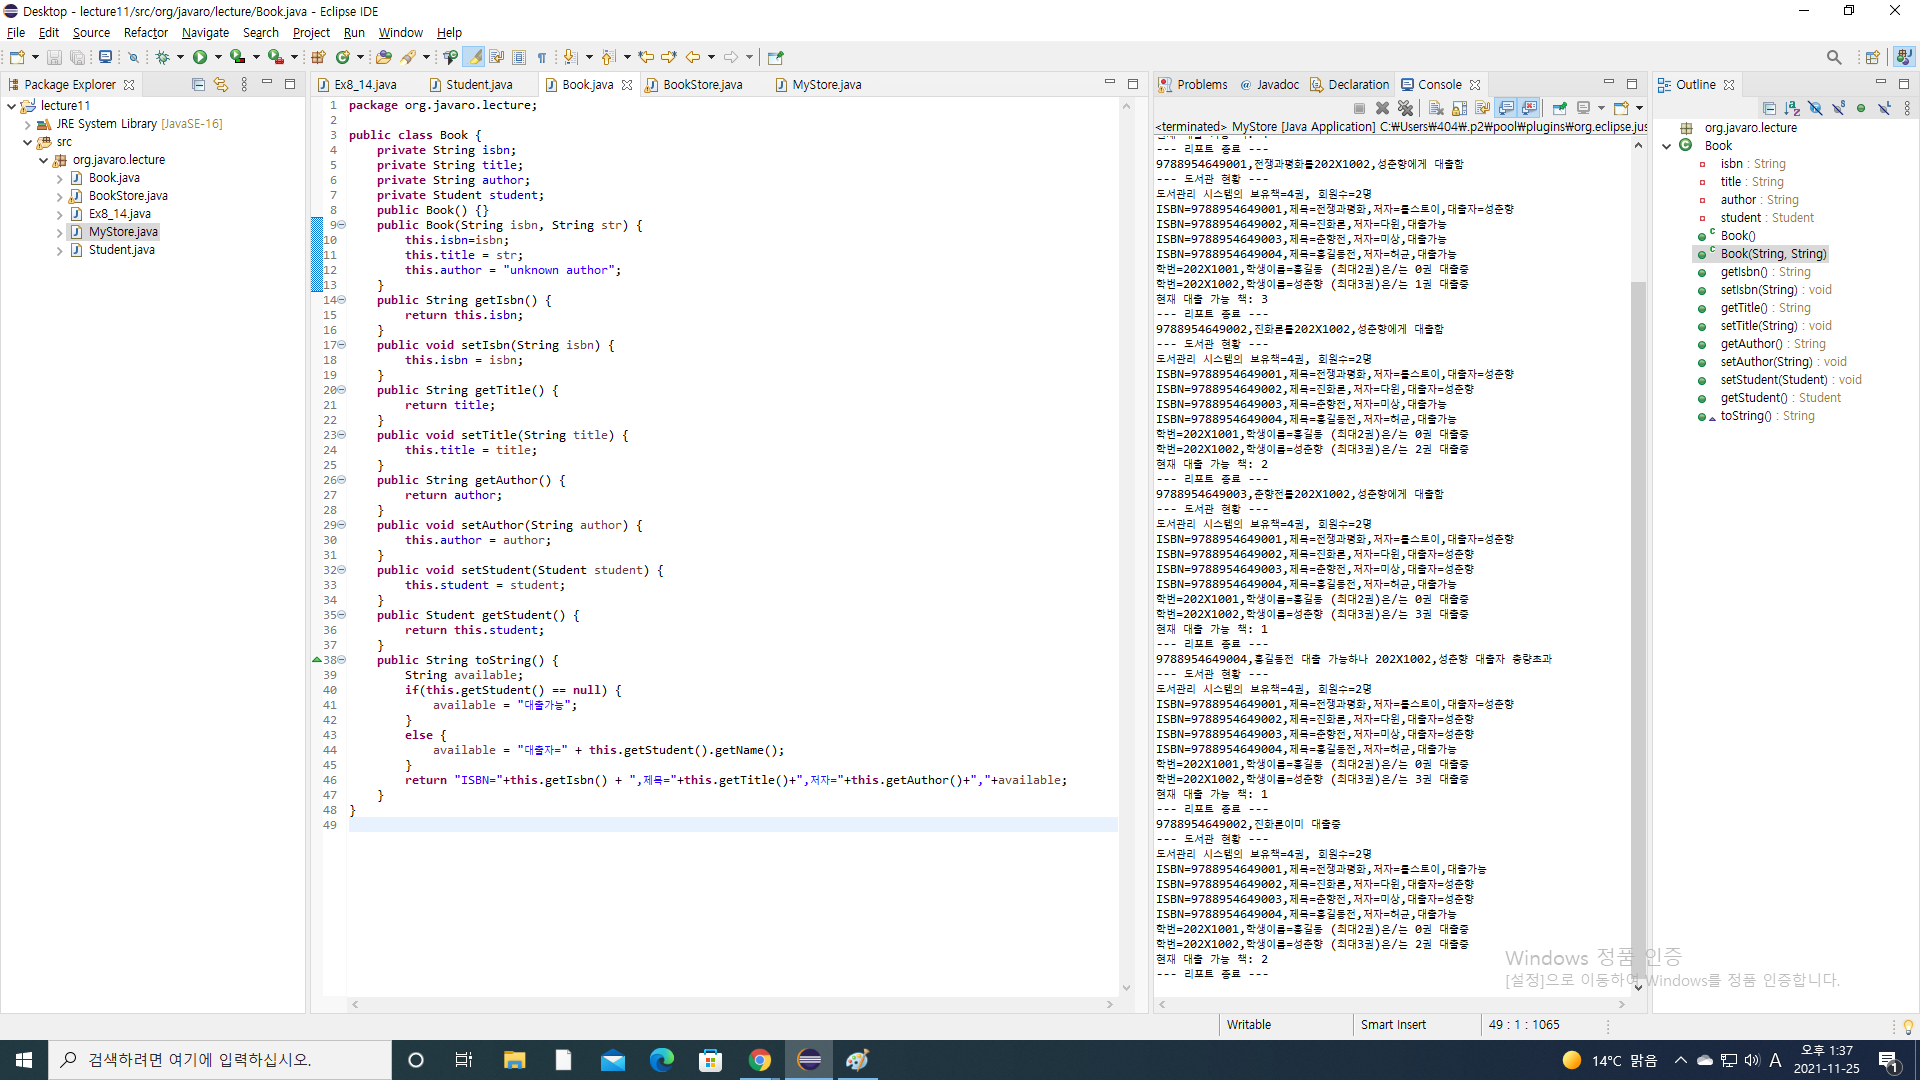 Desktop - lecture11/src/org/javaro/lecture/Book.java - Eclipse IDE
File Edit Source Refactor Navigate Search Project Run Window Help
Package Explorer
lecture11
JRE System Library [JavaSE-16]
src
org.javaro.lecture
Book.java
BookStore.java
Ex8_14.java
MyStore.java
Student.java
Ex8_14.java Student.java Book.java BookStore.java MyStore.java
1 package org.javaro.lecture;
2
3 public class Book {
4 private String isbn;
5 private String title;
6 private String author;
7 private Student student;
8 public Book() {}
9 public Book(String isbn, String str) {
10 this.isbn=isbn;
11 this.title = str;
12 this.author = "unknown author";
13 }
14 public String getIsbn() {
15 return this.isbn;
16 }
17 public void setIsbn(String isbn) {
18 this.isbn = isbn;
19 }
20 public String getTitle() {
21 return title;
22 }
23 public void setTitle(String title) {
24 this.title = title;
25 }
26 public String getAuthor() {
27 return author;
28 }
29 public void setAuthor(String author) {
30 this.author = author;
31 }
32 public void setStudent(Student student) {
33 this.student = student;
34 }
35 public Student getStudent() {
36 return this.student;
37 }
38 public String toString() {
39 String available;
40 if(this.getStudent() == null) {
41 available = "대출가능";
42 }
43 else {
44 available = "대출자=" + this.getStudent().getName();
45 }
46 return "ISBN="+this.getIsbn() + ",제목="+this.getTitle()+",저자="+this.getAuthor()+","+available;
47 }
48 }
49
Problems Javadoc Declaration Console
<terminated> MyStore [Java Application] C:₩Users₩404₩.p2₩pool₩plugins₩org.eclipse.jus
--- 리포트 종료 ---
9788954649001,전쟁과평화를202X1002,성춘향에게 대출함
--- 도서관 현황 ---
도서관리 시스템의 보유책=4권, 회원수=2명
ISBN=9788954649001,제목=전쟁과평화,저자=톨스토이,대출자=성춘향
ISBN=9788954649002,제목=진화론,저자=다윈,대출가능
ISBN=9788954649003,제목=춘향전,저자=미상,대출가능
ISBN=9788954649004,제목=홍길동전,저자=허균,대출가능
학번=202X1001,학생이름=홍길동 (최대2권)은/는 0권 대출중
학번=202X1002,학생이름=성춘향 (최대3권)은/는 1권 대출중
현재 대출 가능 책: 3
--- 리포트 종료 ---
9788954649002,진화론를202X1002,성춘향에게 대출함
--- 도서관 현황 ---
도서관리 시스템의 보유책=4권, 회원수=2명
ISBN=9788954649001,제목=전쟁과평화,저자=톨스토이,대출자=성춘향
ISBN=9788954649002,제목=진화론,저자=다윈,대출자=성춘향
ISBN=9788954649003,제목=춘향전,저자=미상,대출가능
ISBN=9788954649004,제목=홍길동전,저자=허균,대출가능
학번=202X1001,학생이름=홍길동 (최대2권)은/는 0권 대출중
학번=202X1002,학생이름=성춘향 (최대3권)은/는 2권 대출중
현재 대출 가능 책: 2
--- 리포트 종료 ---
9788954649003,춘향전를202X1002,성춘향에게 대출함
--- 도서관 현황 ---
도서관리 시스템의 보유책=4권, 회원수=2명
ISBN=9788954649001,제목=전쟁과평화,저자=톨스토이,대출자=성춘향
ISBN=9788954649002,제목=진화론,저자=다윈,대출자=성춘향
ISBN=9788954649003,제목=춘향전,저자=미상,대출자=성춘향
ISBN=9788954649004,제목=홍길동전,저자=허균,대출가능
학번=202X1001,학생이름=홍길동 (최대2권)은/는 0권 대출중
학번=202X1002,학생이름=성춘향 (최대3권)은/는 3권 대출중
현재 대출 가능 책: 1
--- 리포트 종료 ---
9788954649004,홍길동전 대출 가능하나 202X1002,성춘향 대출자 총량초과
--- 도서관 현황 ---
도서관리 시스템의 보유책=4권, 회원수=2명
ISBN=9788954649001,제목=전쟁과평화,저자=톨스토이,대출자=성춘향
ISBN=9788954649002,제목=진화론,저자=다윈,대출자=성춘향
ISBN=9788954649003,제목=춘향전,저자=미상,대출자=성춘향
ISBN=9788954649004,제목=홍길동전,저자=허균,대출가능
학번=202X1001,학생이름=홍길동 (최대2권)은/는 0권 대출중
학번=202X1002,학생이름=성춘향 (최대3권)은/는 3권 대출중
현재 대출 가능 책: 1
--- 리포트 종료 ---
9788954649002,진화론이미 대출중
--- 도서관 현황 ---
도서관리 시스템의 보유책=4권, 회원수=2명
ISBN=9788954649001,제목=전쟁과평화,저자=톨스토이,대출가능
ISBN=9788954649002,제목=진화론,저자=다윈,대출자=성춘향
ISBN=9788954649003,제목=춘향전,저자=미상,대출자=성춘향
ISBN=9788954649004,제목=홍길동전,저자=허균,대출가능
학번=202X1001,학생이름=홍길동 (최대2권)은/는 0권 대출중
학번=202X1002,학생이름=성춘향 (최대3권)은/는 2권 대출중
현재 대출 가능 책: 2
--- 리포트 종료 ---
Outline
org.javaro.lecture
Book
isbn : String
title : String
author : String
student : Student
Book()
Book(String, String)
getIsbn() : String
setIsbn(String) : void
getTitle() : String
setTitle(String) : void
getAuthor() : String
setAuthor(String) : void
setStudent(Student) : void
getStudent() : Student
toString() : String
Windows 정품 인증
[설정]으로 이동하여 Windows를 정품 인증합니다.
Writable Smart Insert 49 : 1 : 1065
검색하려면 여기에 입력하십시오.
14°C 맑음 A 오후 1:37
2021-11-25
1